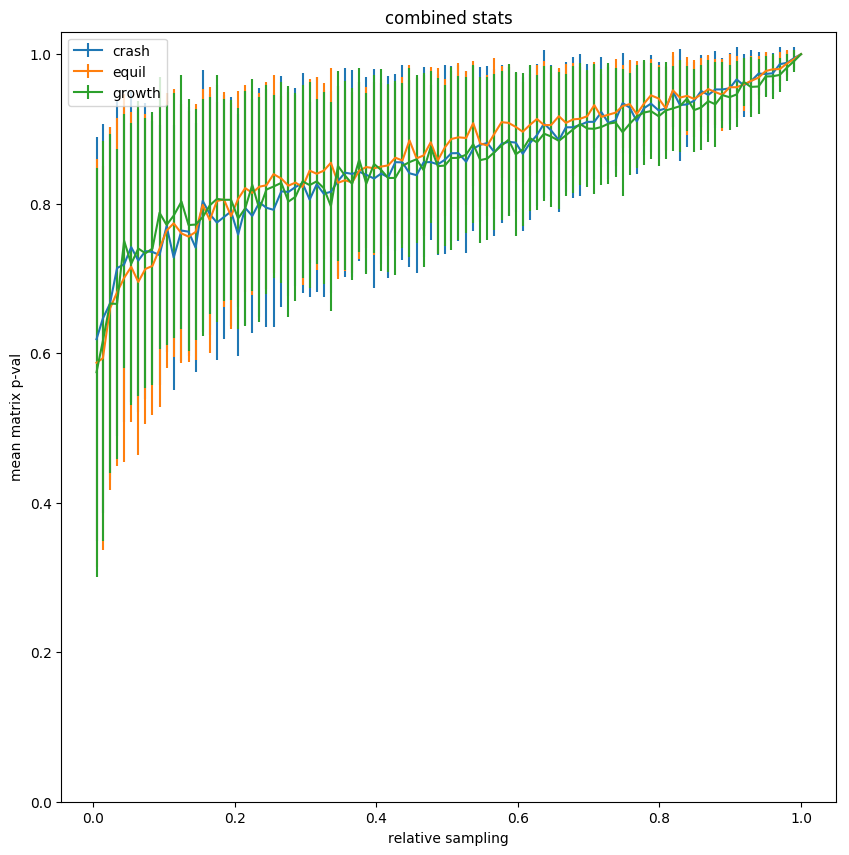 combined stats
crash
equil
growth
mean matrix p-val
1.0
0.8
0.6
0.4
0.2
0.0
0.0 0.2 0.4 0.6 0.8 1.0
relative sampling